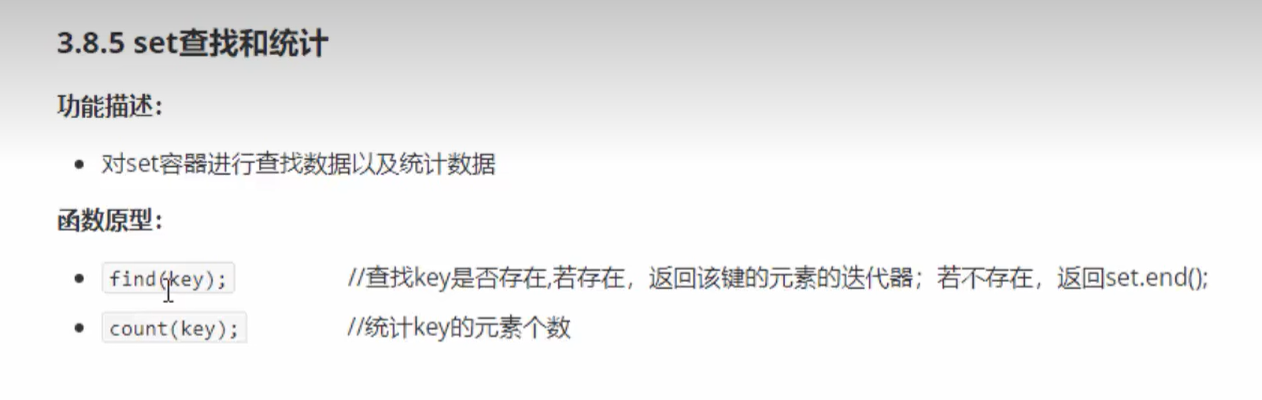 3.8.5 set查找和统计
功能描述：
对set容器进行查找数据以及统计数据
函数原型：
find(key); //查找key是否存在,若存在，返回该键的元素的迭代器；若不存在，返回set.end();
count(key); //统计key的元素个数